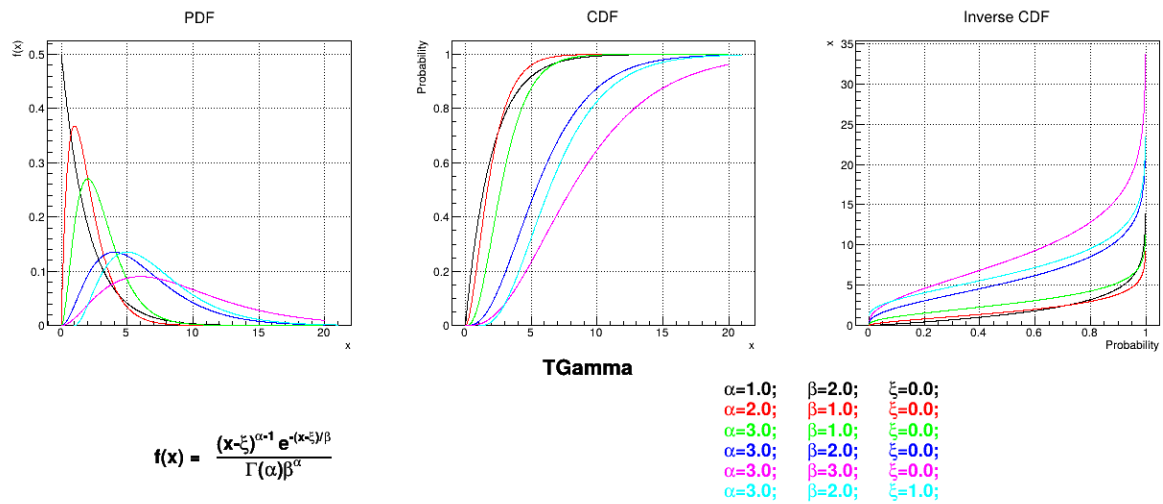 PDF
CDF
Inverse CDF
f(x)
0.5
0.4
0.3
0.2
0.1
0
0 5 10 15 20
x
Probability
1
0.8
0.6
0.4
0.2
0
0 5 10 15 20
x
x
35
30
25
20
15
10
5
0
0 0.2 0.4 0.6 0.8 1
Probability
TGamma
α=1.0; β=2.0; ξ=0.0;
α=2.0; β=1.0; ξ=0.0;
α=3.0; β=1.0; ξ=0.0;
α=3.0; β=2.0; ξ=0.0;
α=3.0; β=3.0; ξ=0.0;
α=3.0; β=2.0; ξ=1.0;
f(x) = (x-ξ)^{α-1} e^{-(x-ξ)/β}
Γ(α)β^α